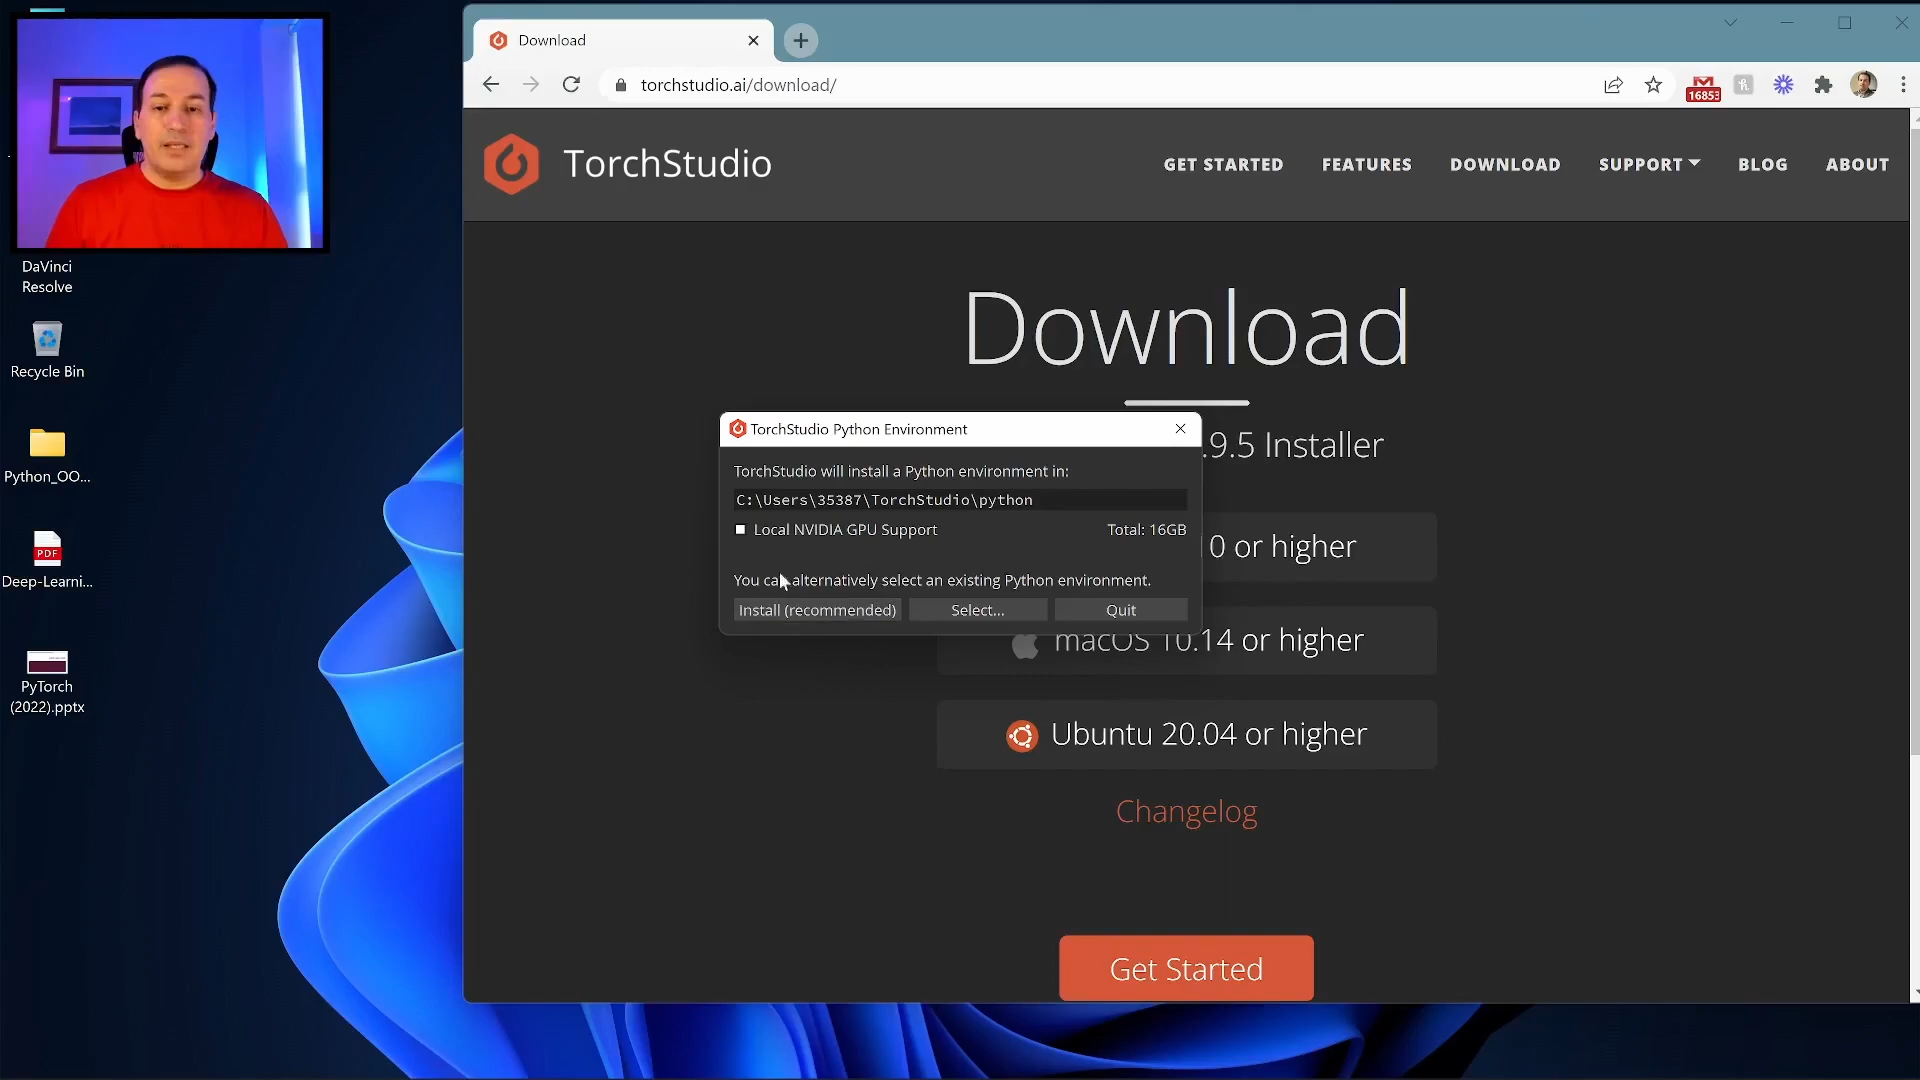 Download
torchstudio.ai/download/
16853
TorchStudio
GET STARTED
FEATURES
DOWNLOAD
SUPPORT
BLOG
ABOUT
Download
.9.5 Installer
0 or higher
macOS 10.14 or higher
Ubuntu 20.04 or higher
Changelog
Get Started
TorchStudio Python Environment
TorchStudio will install a Python environment in:
C:\Users\35387\TorchStudio\python
Local NVIDIA GPU Support
Total: 16GB
You can alternatively select an existing Python environment.
Install (recommended)
Select...
Quit
DaVinci
Resolve
Recycle Bin
Python_OO...
PDF
Deep-Learni...
PyTorch
(2022).pptx